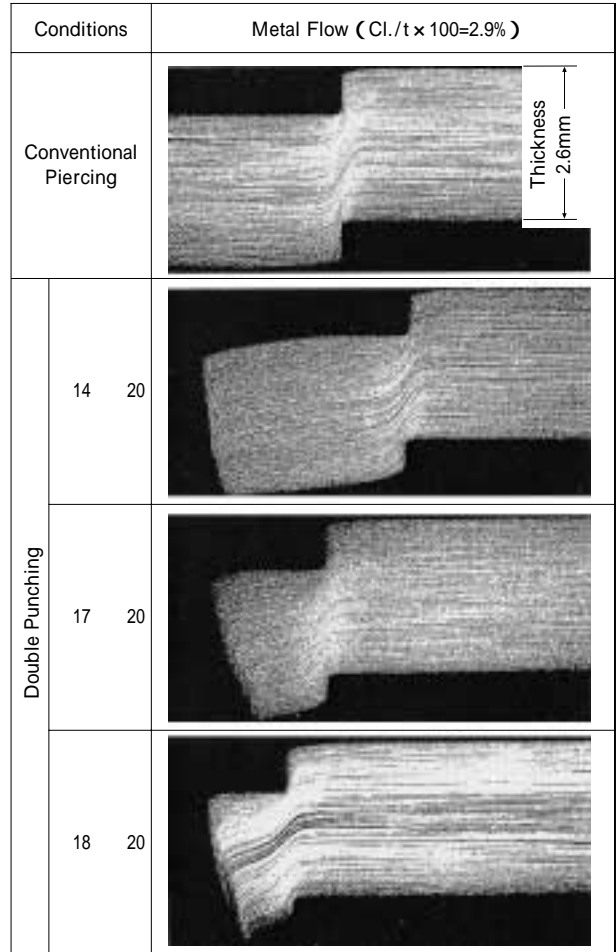 Conditions
Metal Flow ( Cl./t × 100=2.9% )
Conventional
Piercing
Thickness
2.6mm
Double Punching
14 20
17 20
18 20